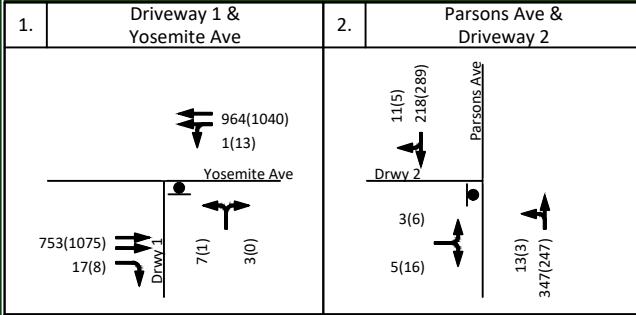 1.
Driveway 1 &
Yosemite Ave
964(1040)
1(13)
Yosemite Ave
753(1075)
17(8)
Drwy 1
7(1)
3(0)
2.
Parsons Ave &
Driveway 2
11(5)
218(289)
Parsons Ave
Drwy 2
3(6)
5(16)
13(3)
347(247)